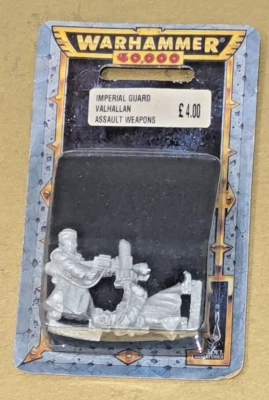 WARHAMMER
40,000
IMPERIAL GUARD
VALHALLAN
ASSAULT WEAPONS
£4.00